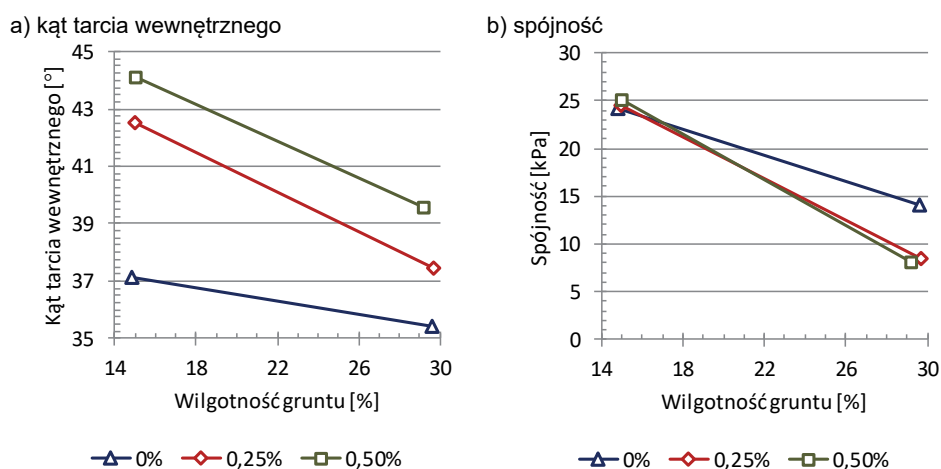 a) kąt tarcia wewnętrznego
b) spójność
Kąt tarcia wewnętrznego [°]
45
43
41
39
37
35
14 18 22 26 30
Wilgotność gruntu [%]
0% 0,25% 0,50%
Spójność [kPa]
30
25
20
15
10
5
0
14 18 22 26 30
Wilgotność gruntu [%]
0% 0,25% 0,50%